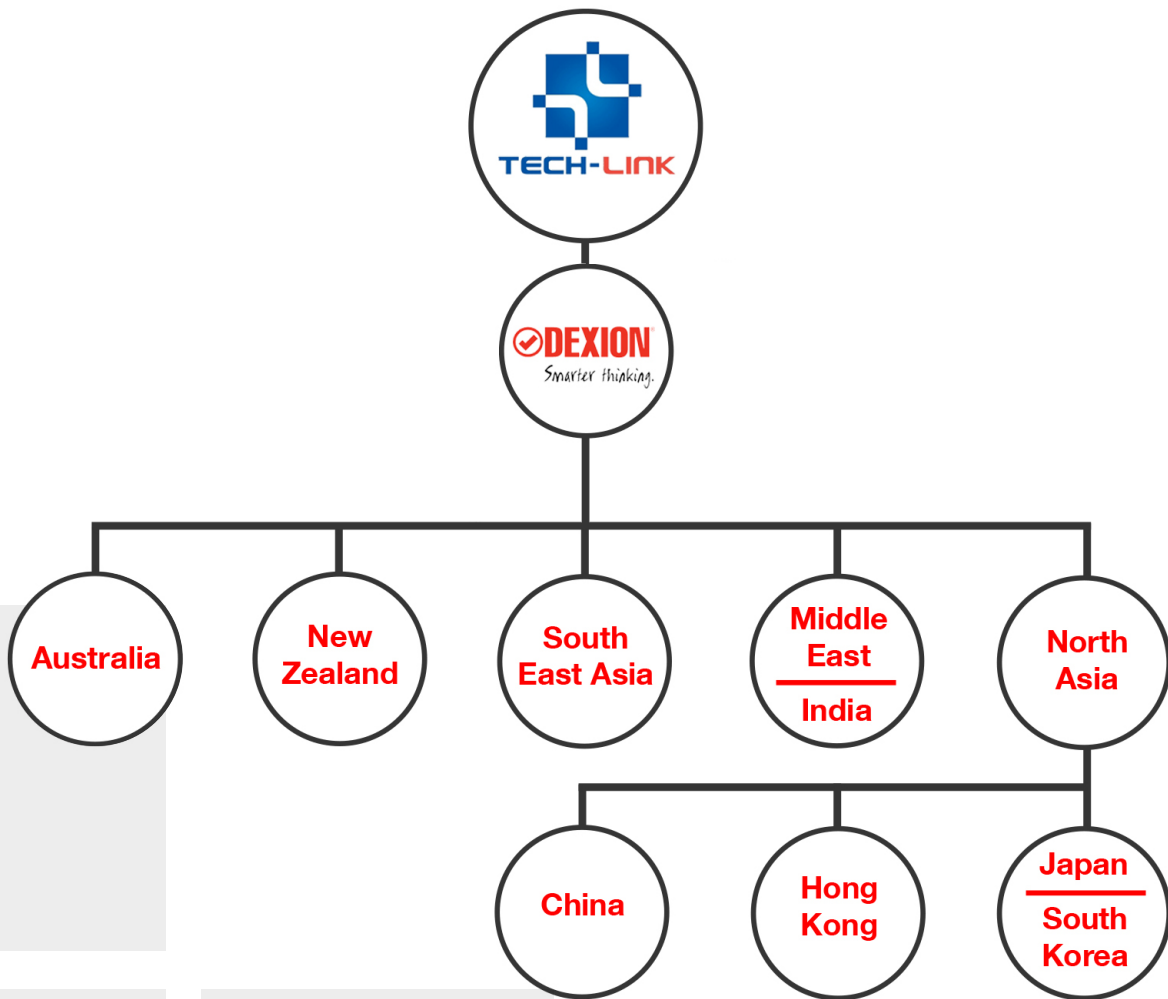 TECH-LINK
DEXION
Smarter thinking.
Australia
New
Zealand
South
East Asia
Middle
East
India
North
Asia
China
Hong
Kong
Japan
South
Korea